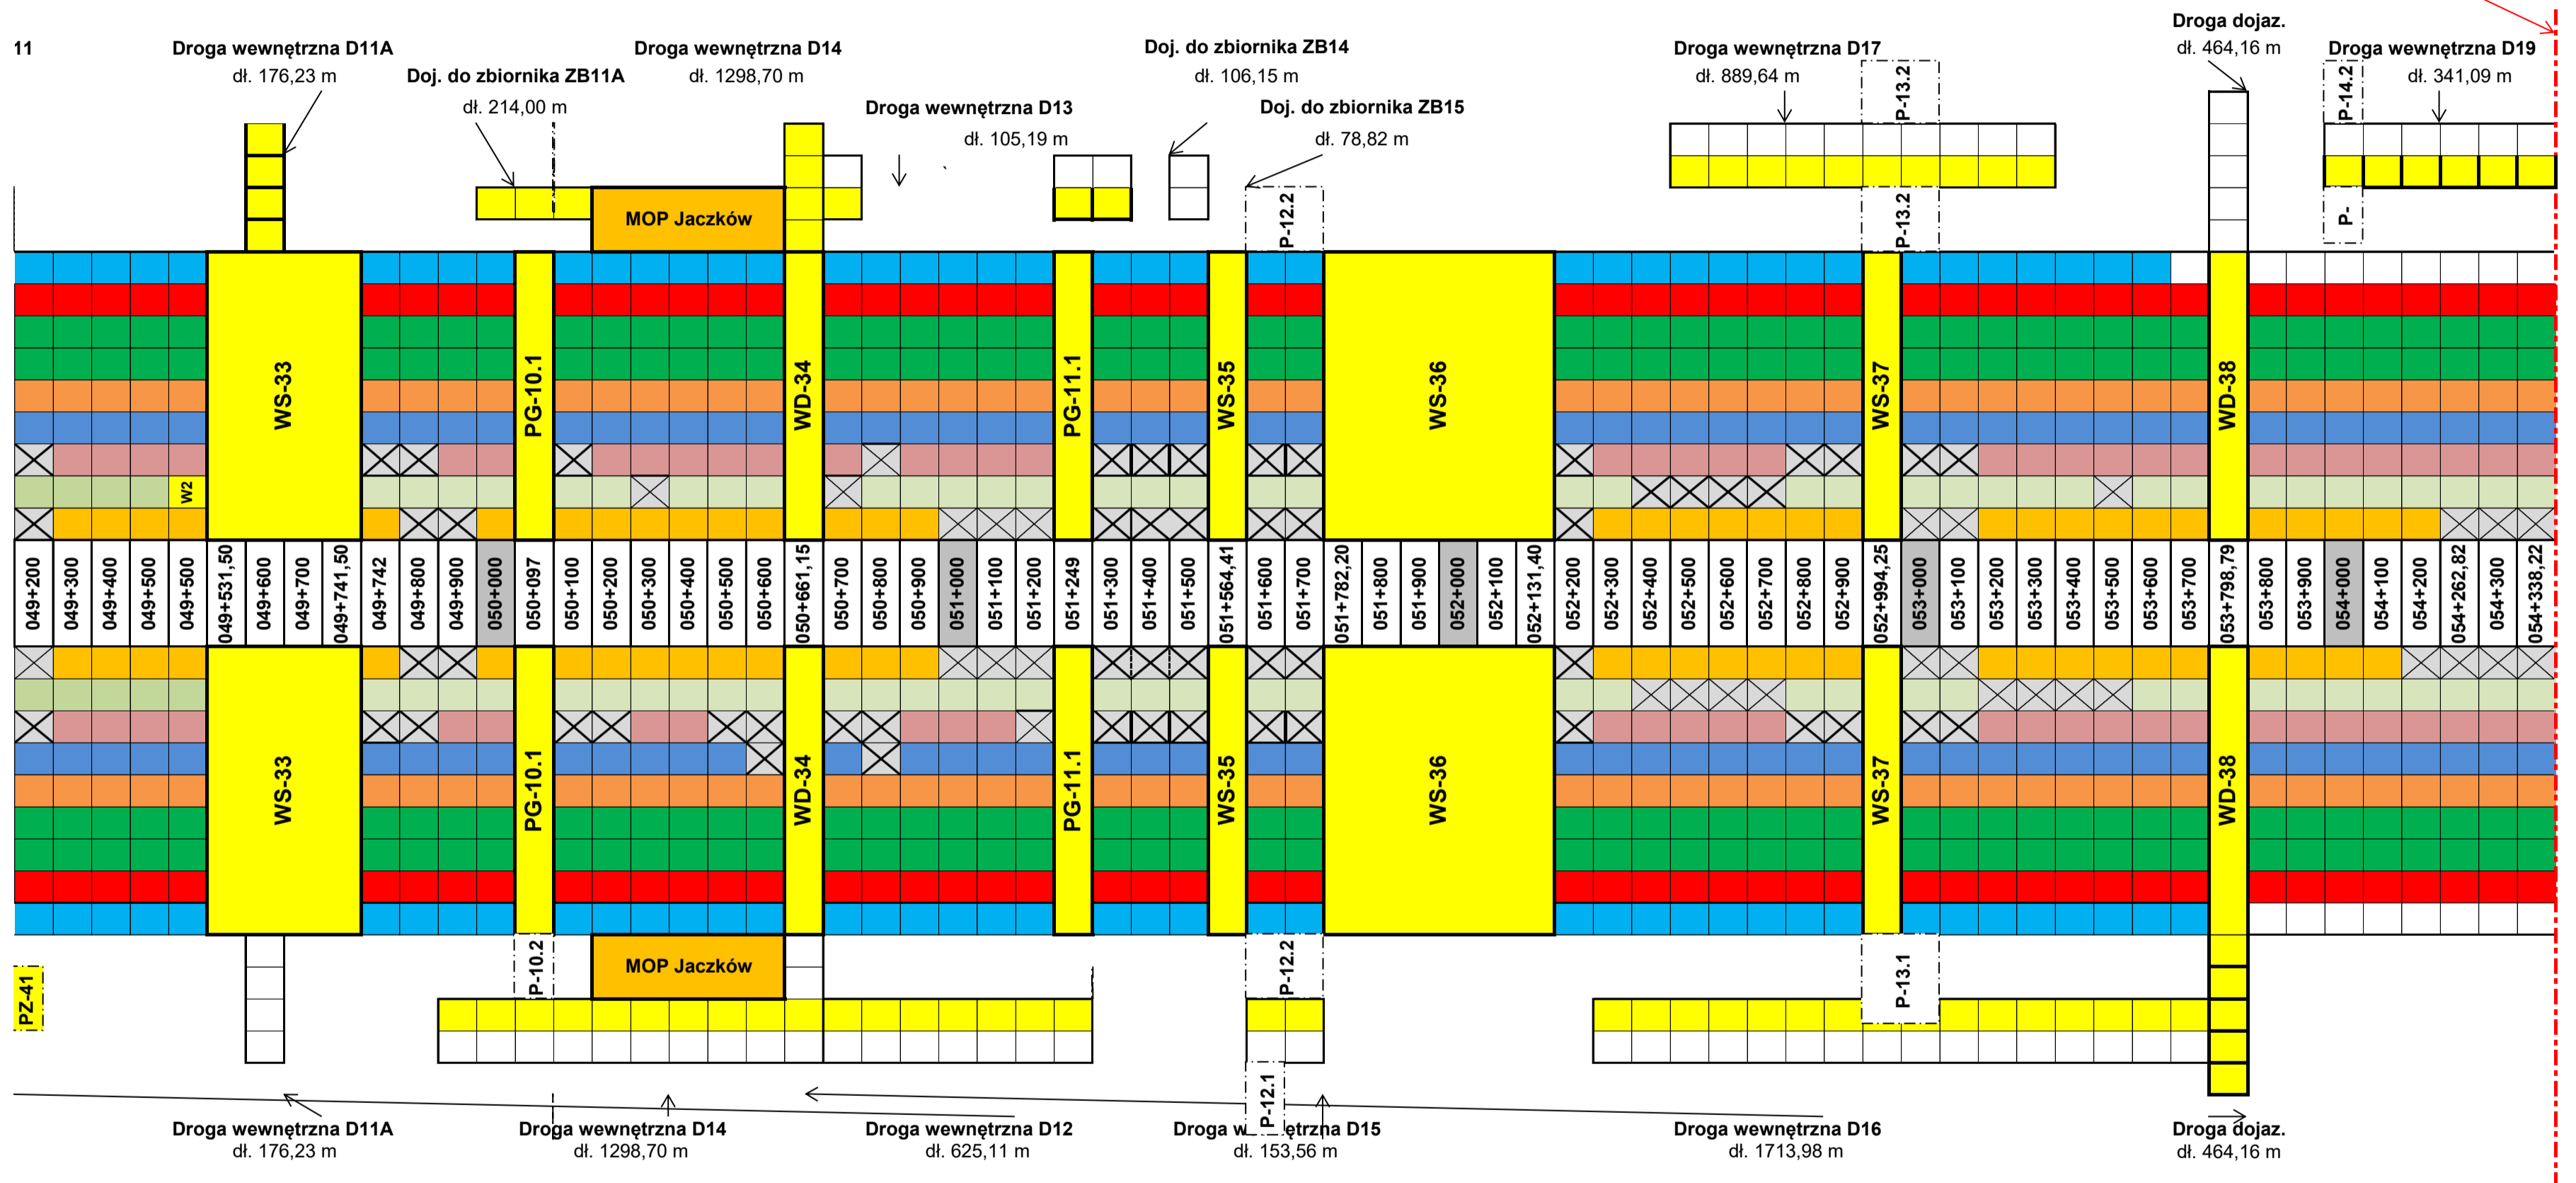 11
Droga wewnętrzna D11A
dł. 176,23 m
Doj. do zbiornika ZB11A
dł. 214,00 m
Droga wewnętrzna D14
dł. 1298,70 m
Droga wewnętrzna D13
dł. 105,19 m
Doj. do zbiornika ZB14
dł. 106,15 m
Doj. do zbiornika ZB15
dł. 78,82 m
Droga wewnętrzna D17
dł. 889,64 m
Droga dojaz.
dł. 464,16 m
Droga wewnętrzna D19
dł. 341,09 m
P-13.2
P-14.2
MOP Jaczków
P-12.2
P-13.2
P-
WS-33
PG-10.1
WD-34
PG-11.1
WS-35
WS-36
WS-37
WD-38
W2
049+200
049+300
049+400
049+500
049+500
049+531,50
049+600
049+700
049+741,50
049+742
049+800
049+900
050+000
050+097
050+100
050+200
050+300
050+400
050+500
050+600
050+661,15
050+700
050+800
050+900
051+000
051+100
051+200
051+249
051+300
051+400
051+500
051+564,41
051+600
051+700
051+782,20
051+800
051+900
052+000
052+100
052+131,40
052+200
052+300
052+400
052+500
052+600
052+700
052+800
052+900
052+994,25
053+000
053+100
053+200
053+300
053+400
053+500
053+600
053+700
053+798,79
053+800
053+900
054+000
054+100
054+200
054+262,82
054+300
054+338,22
WS-33
PG-10.1
WD-34
PG-11.1
WS-35
WS-36
WS-37
WD-38
PZ-41
P-10.2
MOP Jaczków
P-12.2
P-13.1
P-12.1
Droga wewnętrzna D11A
dł. 176,23 m
Droga wewnętrzna D14
dł. 1298,70 m
Droga wewnętrzna D12
dł. 625,11 m
Droga w ętrzna D15
dł. 153,56 m
Droga wewnętrzna D16
dł. 1713,98 m
Droga dojaz.
dł. 464,16 m